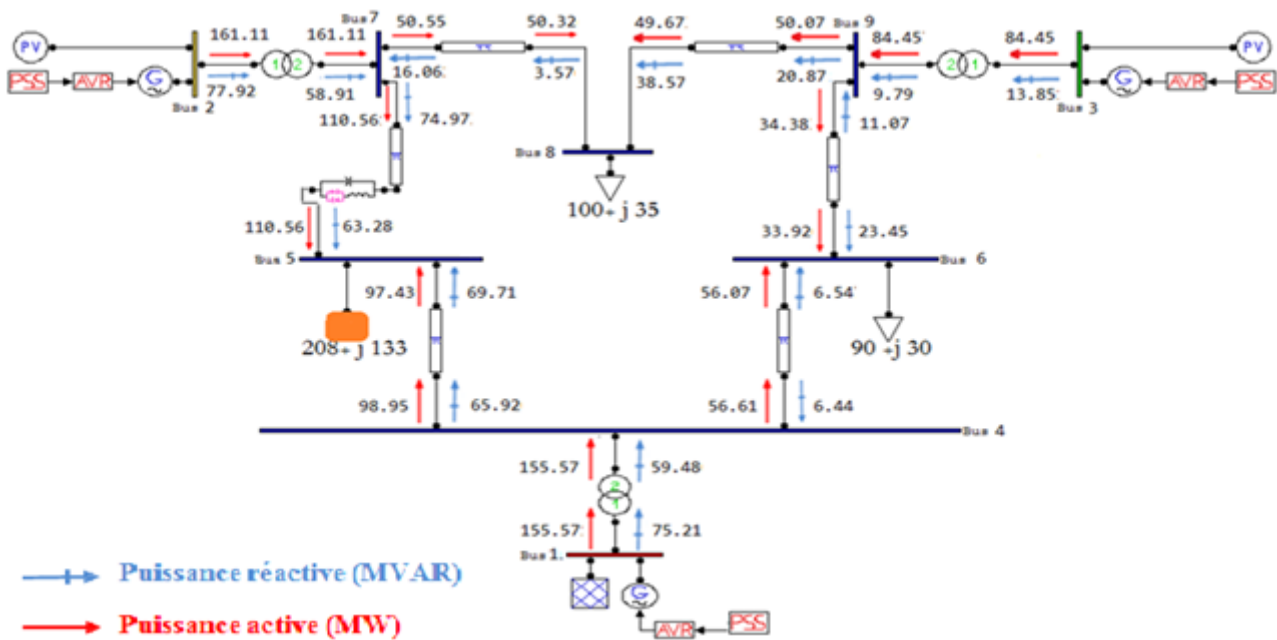 Bus 7
50.55
50.32
49.67
50.07
Bus 9
161.11
161.11
84.45
84.45
PV
1
2
2
1
PV
PSS
AVR
G
16.06
3.57
38.57
20.87
9.79
13.85
G
AVR
PSS
Bus 2
77.92
58.91
Bus 3
110.56
74.97
34.38
11.07
Bus 8
100+ j 35
110.56
63.28
33.92
23.45
Bus 5
Bus 6
97.43
69.71
56.07
6.54
208+ j 133
90 +j 30
98.95
65.92
56.61
6.44
Bus 4
155.57
59.48
2
1
155.57
75.21
Bus 1.
Puissance réactive (MVAR)
G
Puissance active (MW)
AVR
PSS